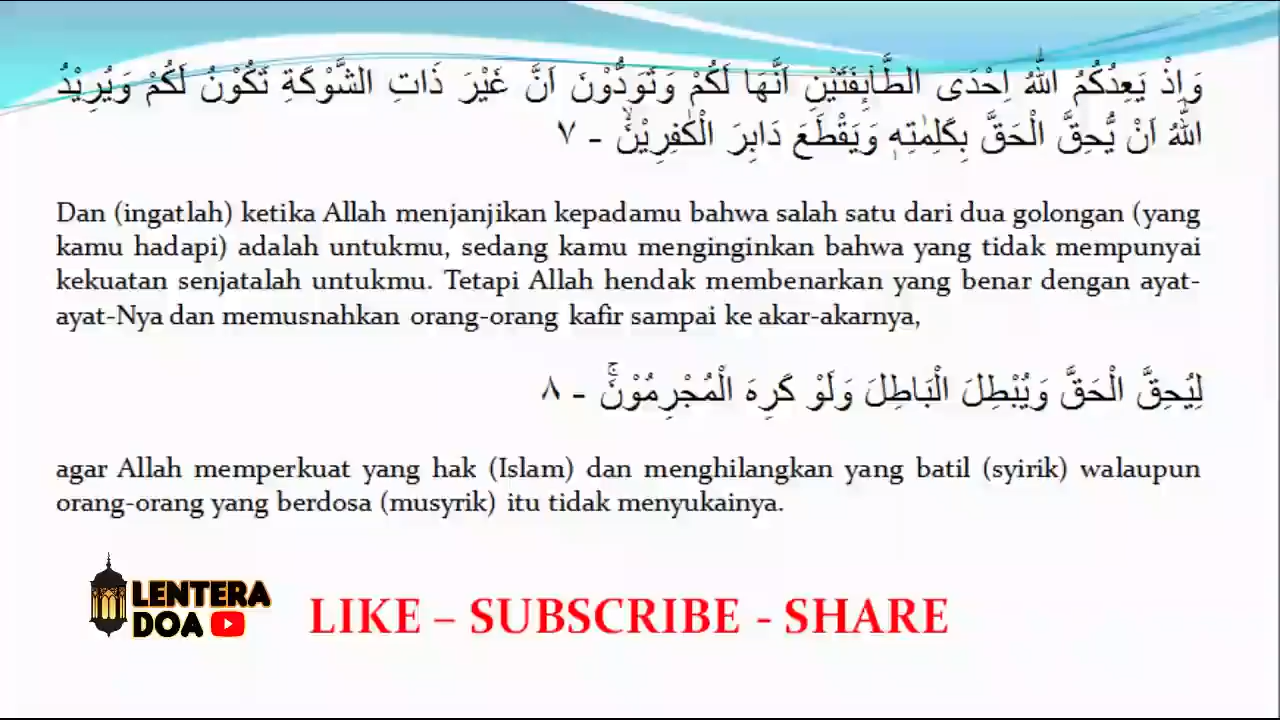 وَاِذْ يَعِدُكُمُ اللّٰهُ اِحْدَى الطَّاۤىِٕفَتَيْنِ اَنَّهَا لَكُمْ وَتَوَدُّوْنَ اَنَّ غَيْرَ ذَاتِ الشَّوْكَةِ تَكُوْنُ لَكُمْ وَيُرِيْدُ
اللّٰهُ اَنْ يُّحِقَّ الْحَقَّ بِكَلِمٰتِهٖ وَيَقْطَعَ دَابِرَ الْكٰفِرِيْنَۙ - ٧
Dan (ingatlah) ketika Allah menjanjikan kepadamu bahwa salah satu dari dua golongan (yang
kamu hadapi) adalah untukmu, sedang kamu menginginkan bahwa yang tidak mempunyai
kekuatan senjatalah untukmu. Tetapi Allah hendak membenarkan yang benar dengan ayat-
ayat-Nya dan memusnahkan orang-orang kafir sampai ke akar-akarnya,
لِيُحِقَّ الْحَقَّ وَيُبْطِلَ الْبَاطِلَ وَلَوْ كَرِهَ الْمُجْرِمُوْنَۚ - ٨
agar Allah memperkuat yang hak (Islam) dan menghilangkan yang batil (syirik) walaupun
orang-orang yang berdosa (musyrik) itu tidak menyukainya.
LENTERA
DOA
LIKE – SUBSCRIBE - SHARE